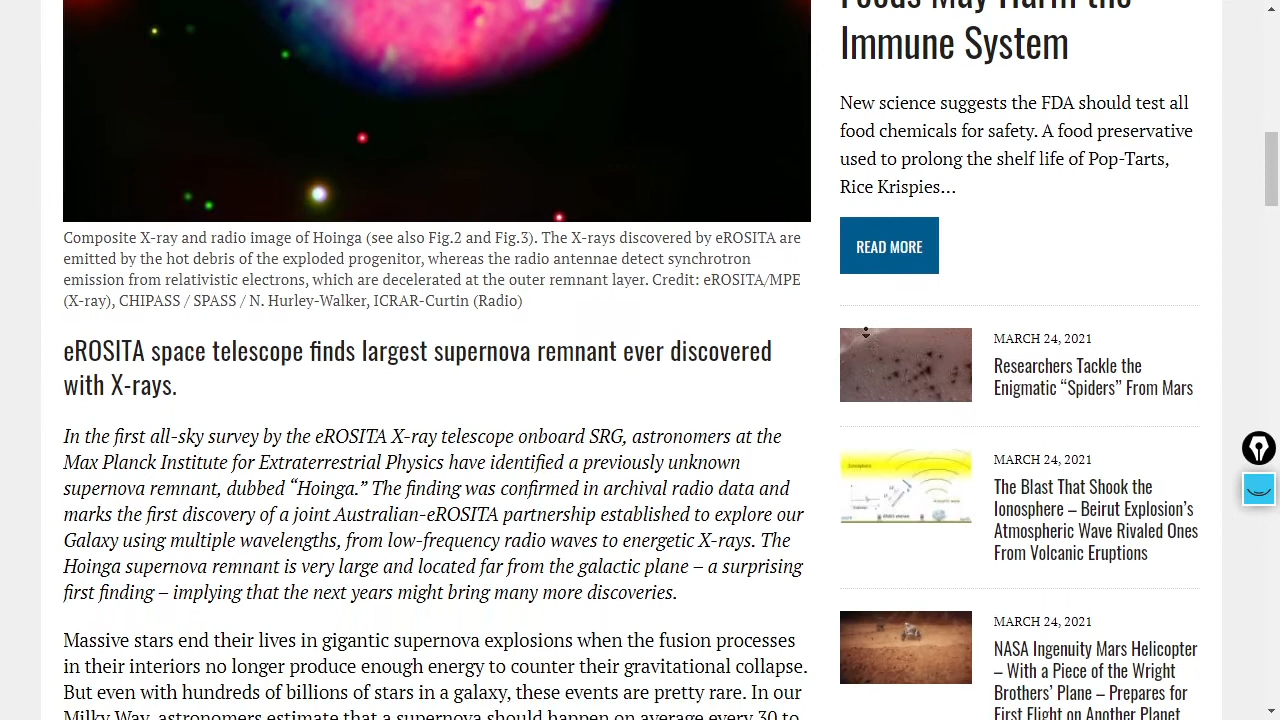 Composite X-ray and radio image of Hoinga (see also Fig.2 and Fig.3). The X-rays discovered by eROSITA are
emitted by the hot debris of the exploded progenitor, whereas the radio antennae detect synchrotron
emission from relativistic electrons, which are decelerated at the outer remnant layer. Credit: eROSITA/MPE
(X-ray), CHIPASS / SPASS / N. Hurley-Walker, ICRAR-Curtin (Radio)
eROSITA space telescope finds largest supernova remnant ever discovered
with X-rays.
In the first all-sky survey by the eROSITA X-ray telescope onboard SRG, astronomers at the
Max Planck Institute for Extraterrestrial Physics have identified a previously unknown
supernova remnant, dubbed “Hoinga.” The finding was confirmed in archival radio data and
marks the first discovery of a joint Australian-eROSITA partnership established to explore our
Galaxy using multiple wavelengths, from low-frequency radio waves to energetic X-rays. The
Hoinga supernova remnant is very large and located far from the galactic plane – a surprising
first finding – implying that the next years might bring many more discoveries.
Massive stars end their lives in gigantic supernova explosions when the fusion processes
in their interiors no longer produce enough energy to counter their gravitational collapse.
But even with hundreds of billions of stars in a galaxy, these events are pretty rare. In our
Milky Way, astronomers estimate that a supernova should happen on average every 30 to
Foods May Harm the
Immune System
New science suggests the FDA should test all
food chemicals for safety. A food preservative
used to prolong the shelf life of Pop-Tarts,
Rice Krispies…
READ MORE
MARCH 24, 2021
Researchers Tackle the
Enigmatic “Spiders” From Mars
MARCH 24, 2021
The Blast That Shook the
Ionosphere – Beirut Explosion’s
Atmospheric Wave Rivaled Ones
From Volcanic Eruptions
MARCH 24, 2021
NASA Ingenuity Mars Helicopter
– With a Piece of the Wright
Brothers’ Plane – Prepares for
First Flight on Another Planet